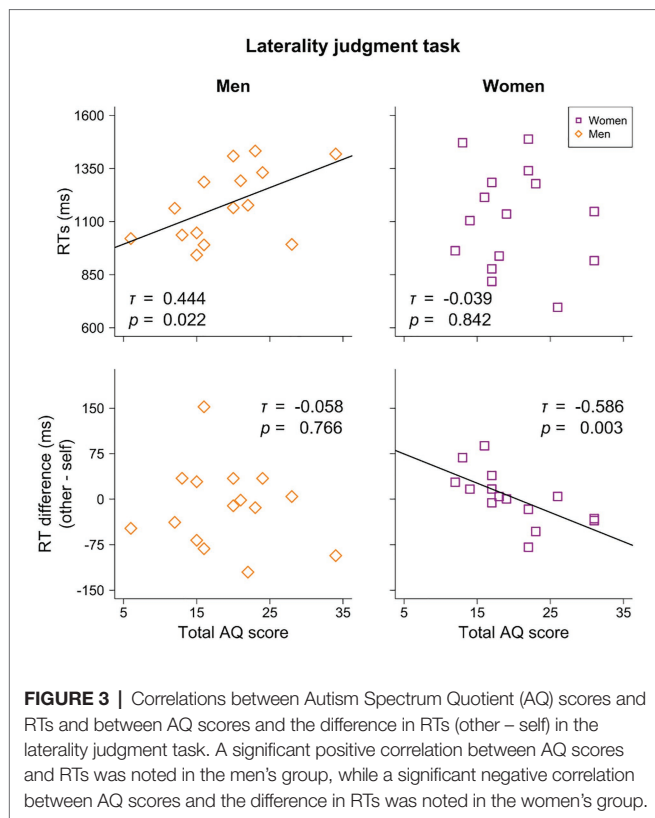 Laterality judgment task
Men
Women
1600
1350
1100
850
600
RTs (ms)
τ = 0.444
p = 0.022
Women
Men
τ = -0.039
p = 0.842
150
75
0
-75
-150
RT difference (ms)
(other - self)
τ = -0.058
p = 0.766
τ = -0.586
p = 0.003
5 15 25 35
Total AQ score
5 15 25 35
Total AQ score
FIGURE 3 | Correlations between Autism Spectrum Quotient (AQ) scores and
RTs and between AQ scores and the difference in RTs (other – self) in the
laterality judgment task. A significant positive correlation between AQ scores
and RTs was noted in the men's group, while a significant negative correlation
between AQ scores and the difference in RTs was noted in the women's group.